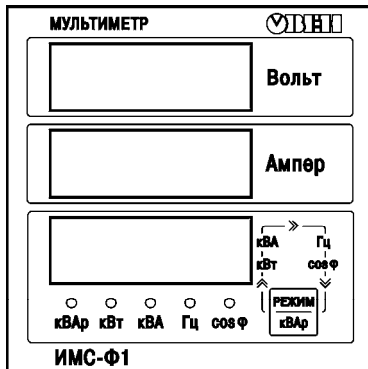 МУЛЬТИМЕТР ОВЕН
Вольт
Ампер
кВА Гц
кВт cos φ
РЕЖИМ
кВАр
кВАр кВт кВА Гц cos φ
ИМС-Ф1